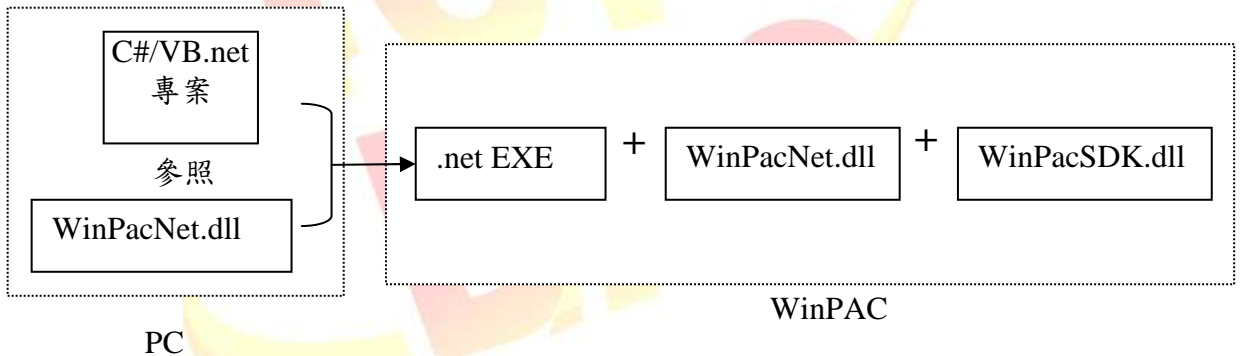 C#/VB.net
專案
參照
WinPacNet.dll
.net EXE
+
WinPacNet.dll
+
WinPacSDK.dll
WinPAC
PC